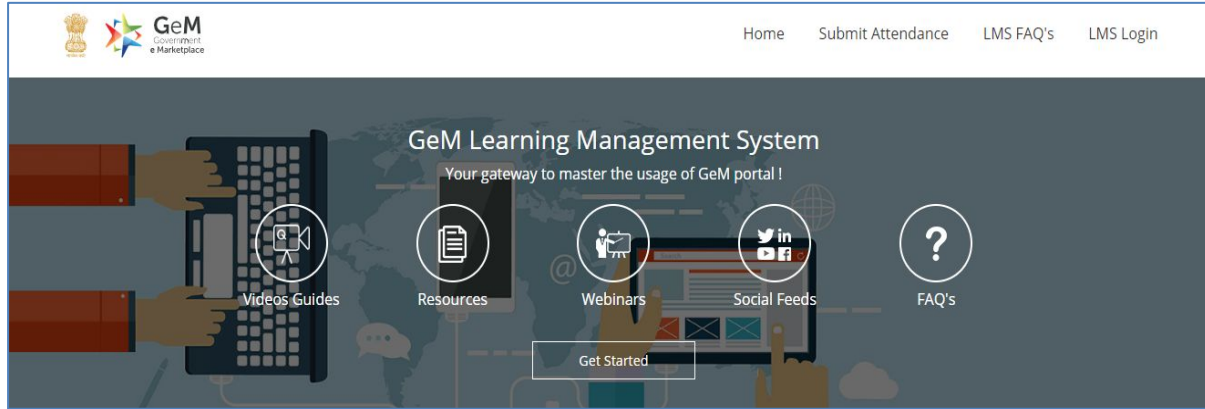 GeM
Government
e Marketplace
Home Submit Attendance LMS FAQ's LMS Login
GeM Learning Management System
Your gateway to master the usage of GeM portal !
Videos Guides Resources Webinars Social Feeds FAQ's
Get Started